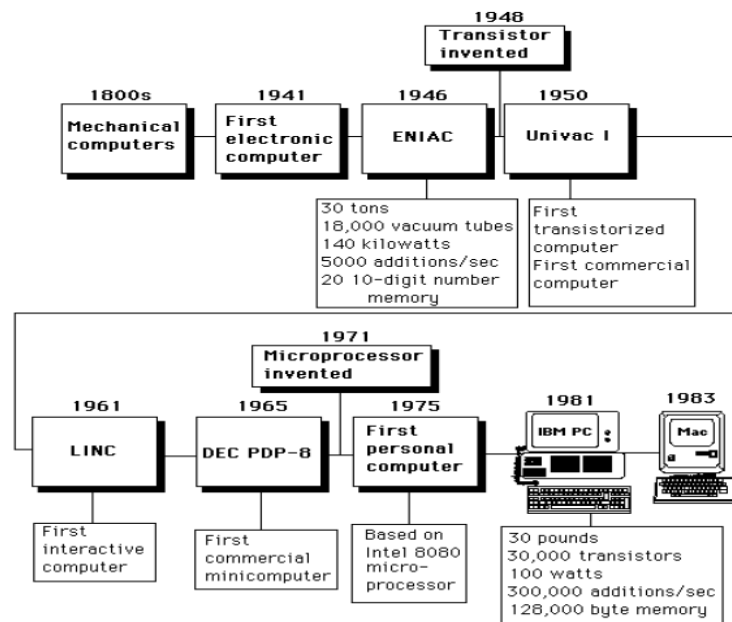 1948
Transistor
invented
1800s
Mechanical
computers
1941
First
electronic
computer
1946
ENIAC
1950
Univac I
30 tons
18,000 vacuum tubes
140 kilowatts
5000 additions/sec
20 10-digit number
memory
First
transistorized
computer
First commercial
computer
1971
Microprocessor
invented
1961
LINC
1965
DEC PDP-8
1975
First
personal
computer
1981
IBM PC
1983
Mac
First
interactive
computer
First
commercial
minicomputer
Based on
Intel 8080
micro-
processor
30 pounds
30,000 transistors
100 watts
300,000 additions/sec
128,000 byte memory